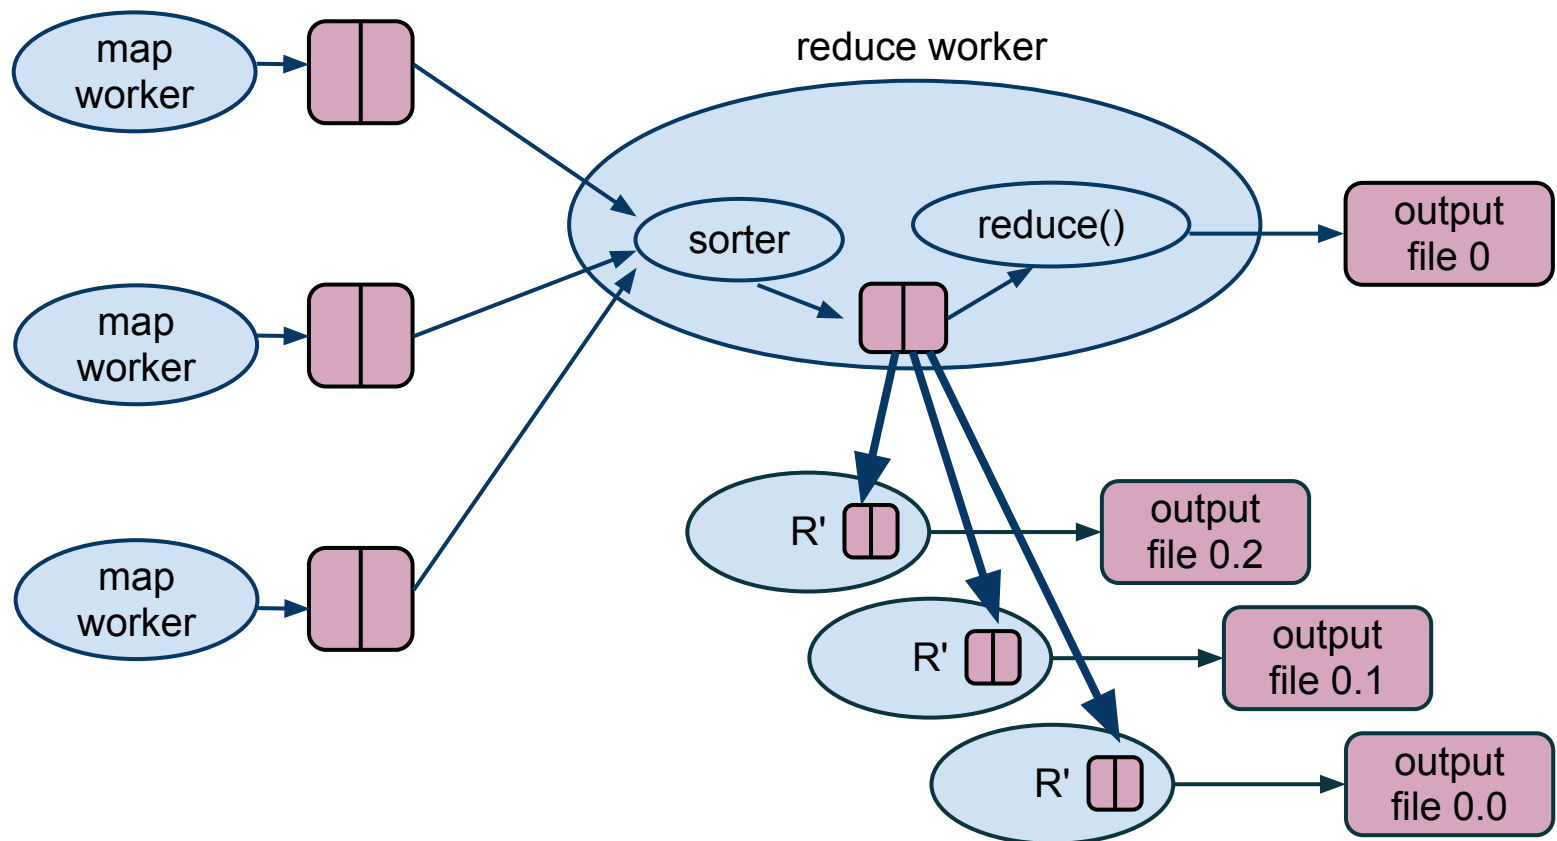 map
worker
reduce worker
map
worker
map
worker
sorter
reduce()
output
file 0
R'
output
file 0.2
R'
output
file 0.1
R'
output
file 0.0